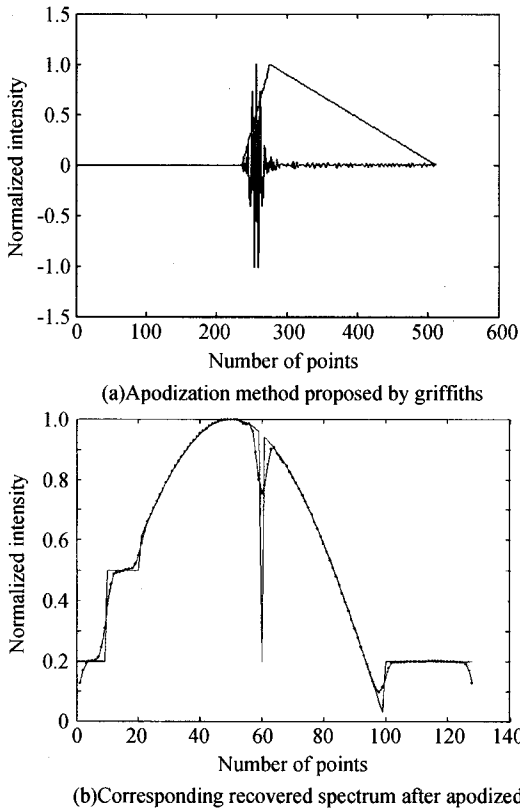 1.5
1.0
0.5
0
-0.5
-1.0
-1.5
Normalized intensity
0 100 200 300 400 500 600
Number of points
(a)Apodization method proposed by griffiths
1.0
0.8
0.6
0.4
0.2
0
Normalized intensity
0 20 40 60 80 100 120 140
Number of points
(b)Corresponding recovered spectrum after apodized